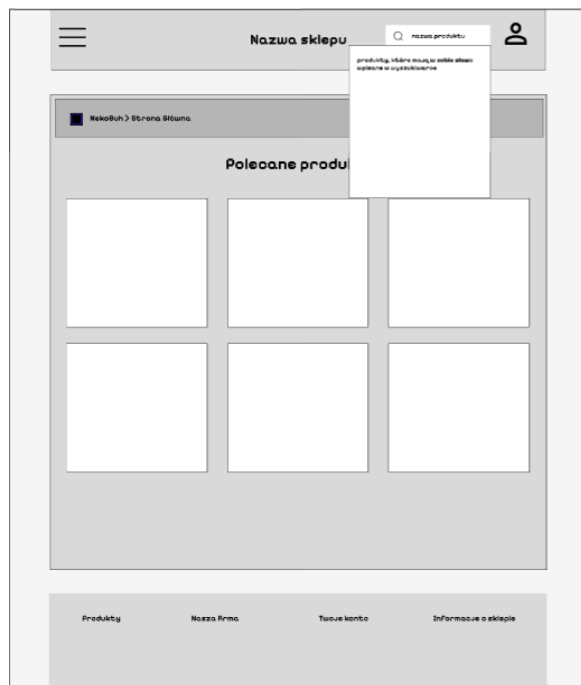 Nazwa sklepu
nazwa produktu
produkty, które mają w sobie słowo
wpisane w wyszukiwarce
NekoBuh > Strona Główna
Polecane produ
Produkty
Nasza firma
Twoje konto
Informacje o sklepie